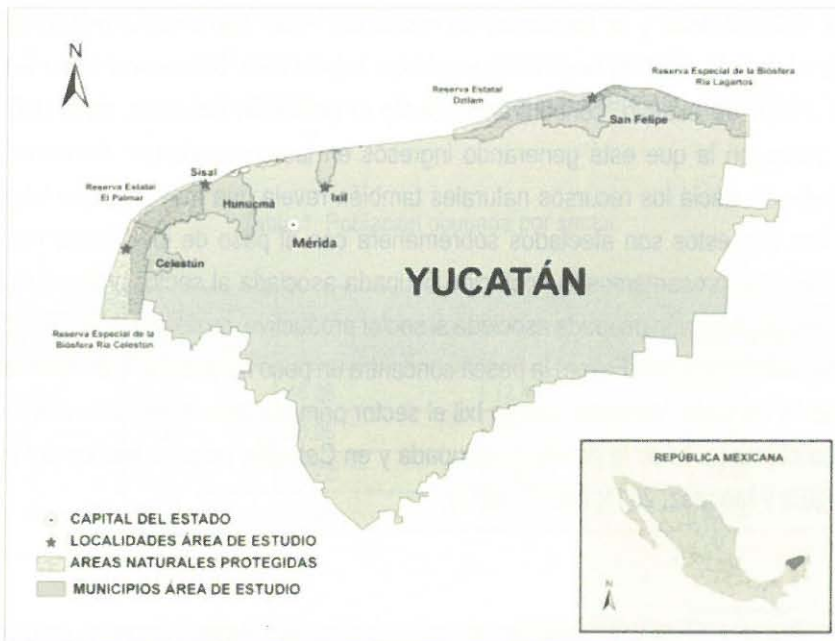 N
Reserva Especial de la Biósfera
Ría Lagartos
Reserva Estatal
Dzilam
San Felipe
Sisal
Reserva Estatal
El Palmar
Hunucmá
Ixil
Mérida
Celestún
YUCATÁN
Reserva Especial de la
Biósfera Ría Celestún
REPÚBLICA MEXICANA
N
CAPITAL DEL ESTADO
LOCALIDADES ÁREA DE ESTUDIO
AREAS NATURALES PROTEGIDAS
MUNICIPIOS ÁREA DE ESTUDIO